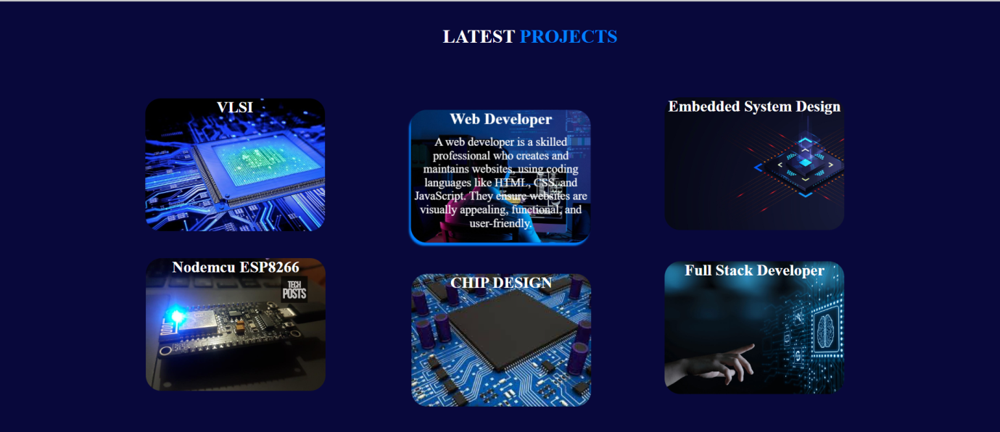 LATEST PROJECTS
VLSI
Web Developer
A web developer is a skilled
professional who creates and
maintains websites, using coding
languages like HTML, CSS, and
JavaScript. They ensure websites are
visually appealing, functional, and
user-friendly.
Embedded System Design
Nodemcu ESP8266
TECH
POSTS
CHIP DESIGN
Full Stack Developer